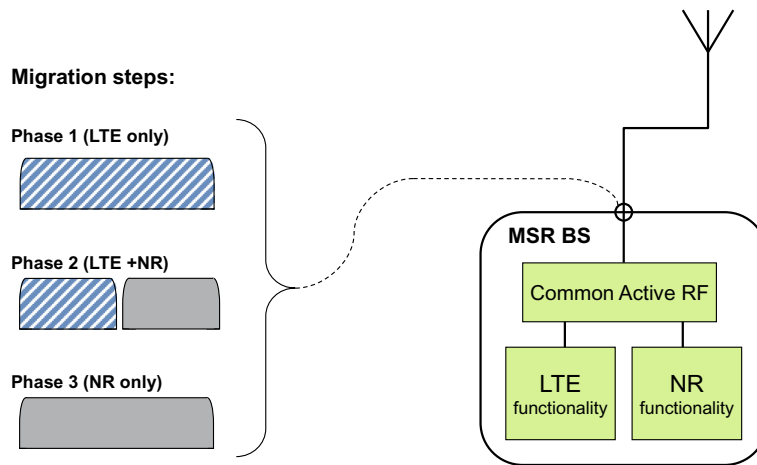 Migration steps:
Phase 1 (LTE only)
Phase 2 (LTE +NR)
Phase 3 (NR only)
MSR BS
Common Active RF
LTE
functionality
NR
functionality